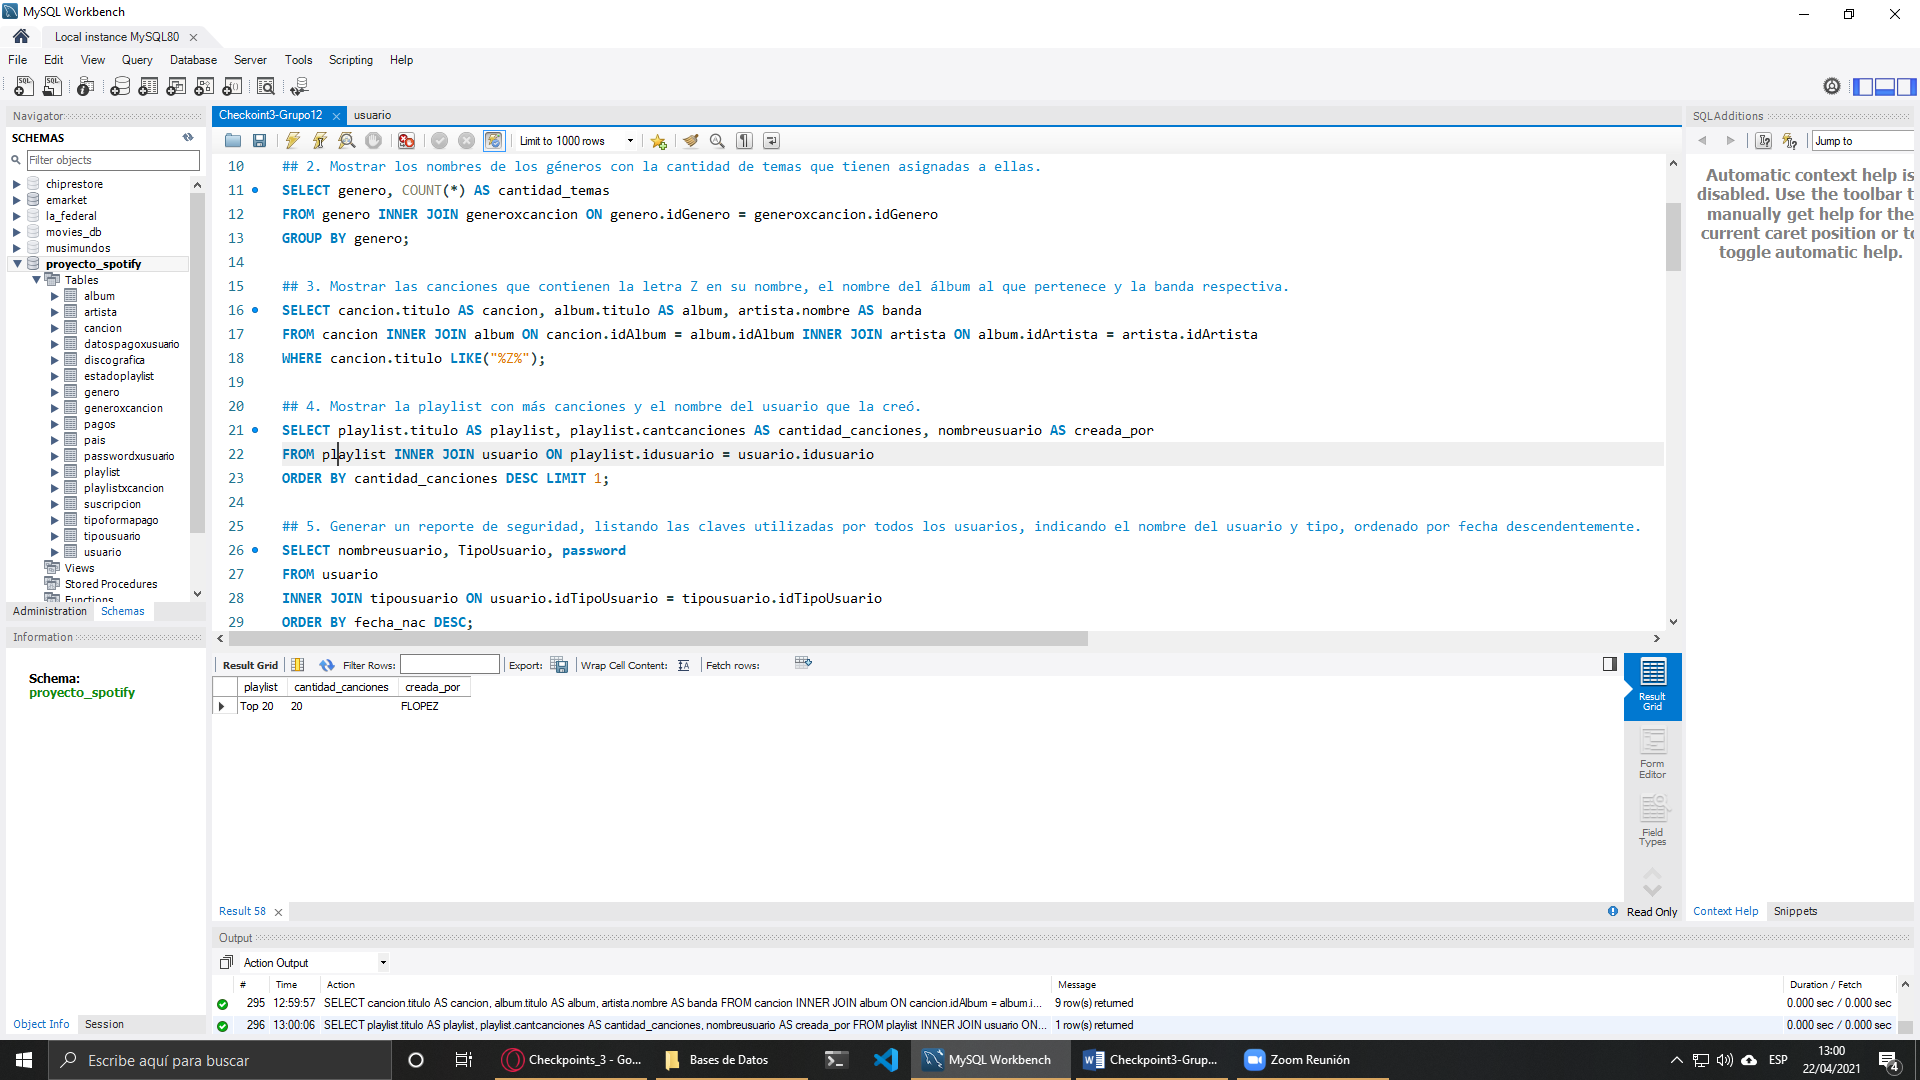 MySQL Workbench
Local instance MySQL80
File Edit View Query Database Server Tools Scripting Help
Navigator
SCHEMAS
Filter objects
chiprestore
emarket
la_federal
movies_db
musimundos
proyecto_spotify
Tables
album
artista
cancion
datospagoxusuario
discografica
estadoplaylist
genero
generoxcancion
pagos
pais
passwordxusuario
playlist
playlistxcancion
suscripcion
tipoformapago
tipousuario
usuario
Views
Stored Procedures
Functions
Administration Schemas
Information
Schema:
proyecto_spotify
Object Info Session
Checkoint3-Grupo12 usuario
Limit to 1000 rows
10 ## 2. Mostrar los nombres de los géneros con la cantidad de temas que tienen asignadas a ellas.
11 SELECT genero, COUNT(*) AS cantidad_temas
12 FROM genero INNER JOIN generoxcancion ON genero.idGenero = generoxcancion.idGenero
13 GROUP BY genero;
14
15 ## 3. Mostrar las canciones que contienen la letra Z en su nombre, el nombre del álbum al que pertenece y la banda respectiva.
16 SELECT cancion.titulo AS cancion, album.titulo AS album, artista.nombre AS banda
17 FROM cancion INNER JOIN album ON cancion.idAlbum = album.idAlbum INNER JOIN artista ON album.idArtista = artista.idArtista
18 WHERE cancion.titulo LIKE("%Z%");
19
20 ## 4. Mostrar la playlist con más canciones y el nombre del usuario que la creó.
21 SELECT playlist.titulo AS playlist, playlist.cantcanciones AS cantidad_canciones, nombreusuario AS creada_por
22 FROM playlist INNER JOIN usuario ON playlist.idusuario = usuario.idusuario
23 ORDER BY cantidad_canciones DESC LIMIT 1;
24
25 ## 5. Generar un reporte de seguridad, listando las claves utilizadas por todos los usuarios, indicando el nombre del usuario y tipo, ordenado por fecha descendentemente.
26 SELECT nombreusuario, TipoUsuario, password
27 FROM usuario
28 INNER JOIN tipousuario ON usuario.idTipoUsuario = tipousuario.idTipoUsuario
29 ORDER BY fecha_nac DESC;
Result Grid Filter Rows: Export: Wrap Cell Content: Fetch rows:
playlist cantidad_canciones creada_por
Top 20 20 FLOPEZ
Result Grid
Form Editor
Field Types
Result 58
Read Only
SQLAdditions
Jump to
Automatic context help is
disabled. Use the toolbar t
manually get help for the
current caret position or to
toggle automatic help.
Context Help Snippets
Output
Action Output
# Time Action Message Duration / Fetch
295 12:59:57 SELECT cancion.titulo AS cancion, album.titulo AS album, artista.nombre AS banda FROM cancion INNER JOIN album ON cancion.idAlbum = album.i... 9 row(s) returned 0.000 sec / 0.000 sec
296 13:00:06 SELECT playlist.titulo AS playlist, playlist.cantcanciones AS cantidad_canciones, nombreusuario AS creada_por FROM playlist INNER JOIN usuario ON... 1 row(s) returned 0.000 sec / 0.000 sec
Escribe aquí para buscar
Checkpoints_3 - Go...
Bases de Datos
MySQL Workbench
Checkpoint3-Grup...
Zoom Reunión
ESP
13:00
22/04/2021
4